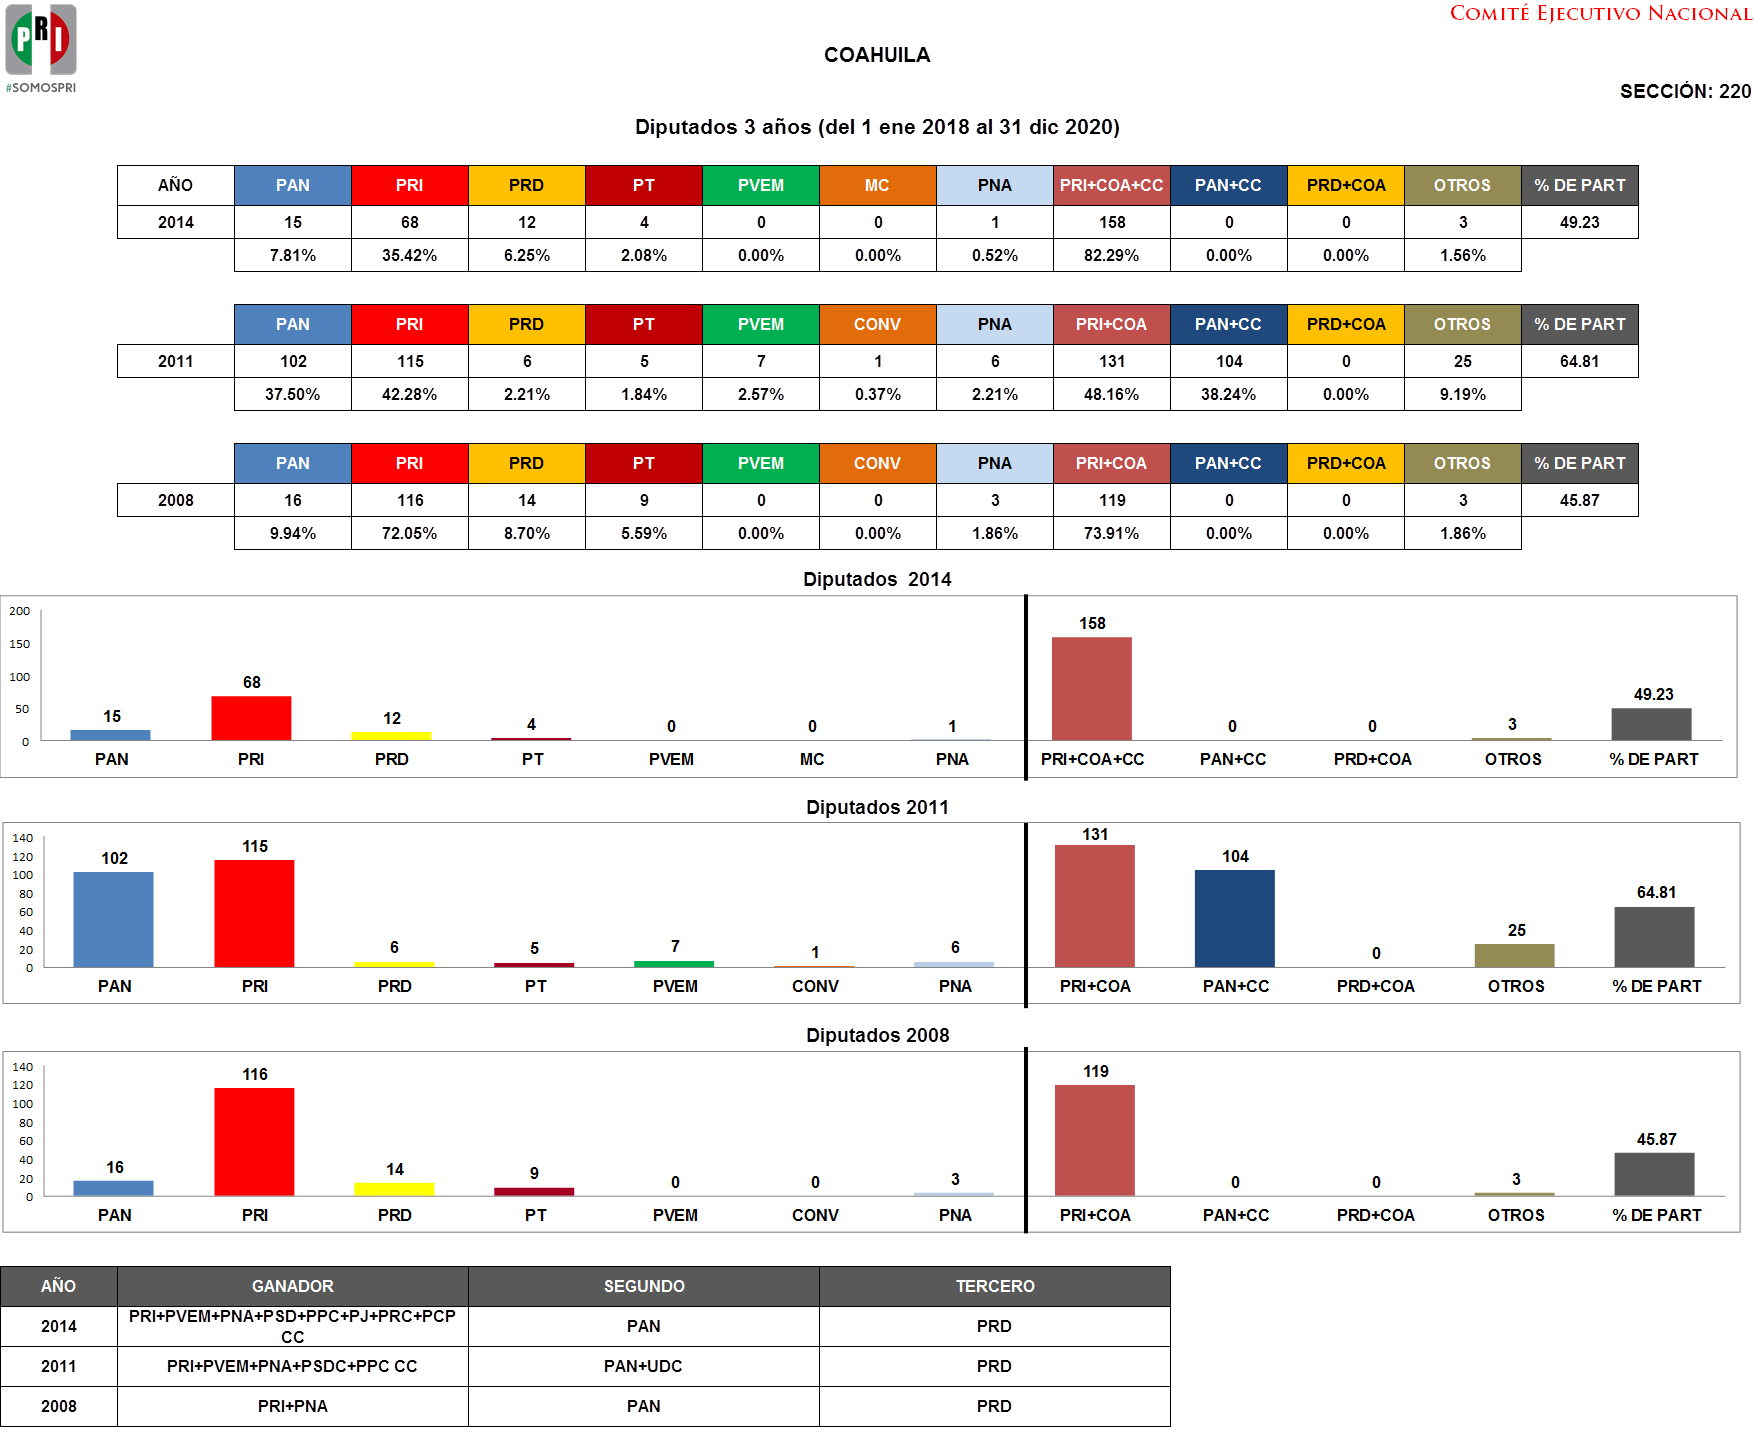 COMITÉ EJECUTIVO NACIONAL
PRI
#SOMOSPRI
COAHUILA
SECCIÓN: 220
Diputados 3 años (del 1 ene 2018 al 31 dic 2020)
AÑO PAN PRI PRD PT PVEM MC PNA PRI+COA+CC PAN+CC PRD+COA OTROS % DE PART
2014 15 68 12 4 0 0 1 158 0 0 3 49.23
7.81% 35.42% 6.25% 2.08% 0.00% 0.00% 0.52% 82.29% 0.00% 0.00% 1.56%
PAN PRI PRD PT PVEM CONV PNA PRI+COA PAN+CC PRD+COA OTROS % DE PART
2011 102 115 6 5 7 1 6 131 104 0 25 64.81
37.50% 42.28% 2.21% 1.84% 2.57% 0.37% 2.21% 48.16% 38.24% 0.00% 9.19%
PAN PRI PRD PT PVEM CONV PNA PRI+COA PAN+CC PRD+COA OTROS % DE PART
2008 16 116 14 9 0 0 3 119 0 0 3 45.87
9.94% 72.05% 8.70% 5.59% 0.00% 0.00% 1.86% 73.91% 0.00% 0.00% 1.86%
Diputados 2014
200
150
100
50
0
15 68 12 4 0 0 1 158 0 0 3 49.23
PAN PRI PRD PT PVEM MC PNA PRI+COA+CC PAN+CC PRD+COA OTROS % DE PART
Diputados 2011
140
120
100
80
60
40
20
0
102 115 6 5 7 1 6 131 104 0 25 64.81
PAN PRI PRD PT PVEM CONV PNA PRI+COA PAN+CC PRD+COA OTROS % DE PART
Diputados 2008
140
120
100
80
60
40
20
0
16 116 14 9 0 0 3 119 0 0 3 45.87
PAN PRI PRD PT PVEM CONV PNA PRI+COA PAN+CC PRD+COA OTROS % DE PART
AÑO GANADOR SEGUNDO TERCERO
2014 PRI+PVEM+PNA+PSD+PPC+PJ+PRC+PCP CC PAN PRD
2011 PRI+PVEM+PNA+PSDC+PPC CC PAN+UDC PRD
2008 PRI+PNA PAN PRD